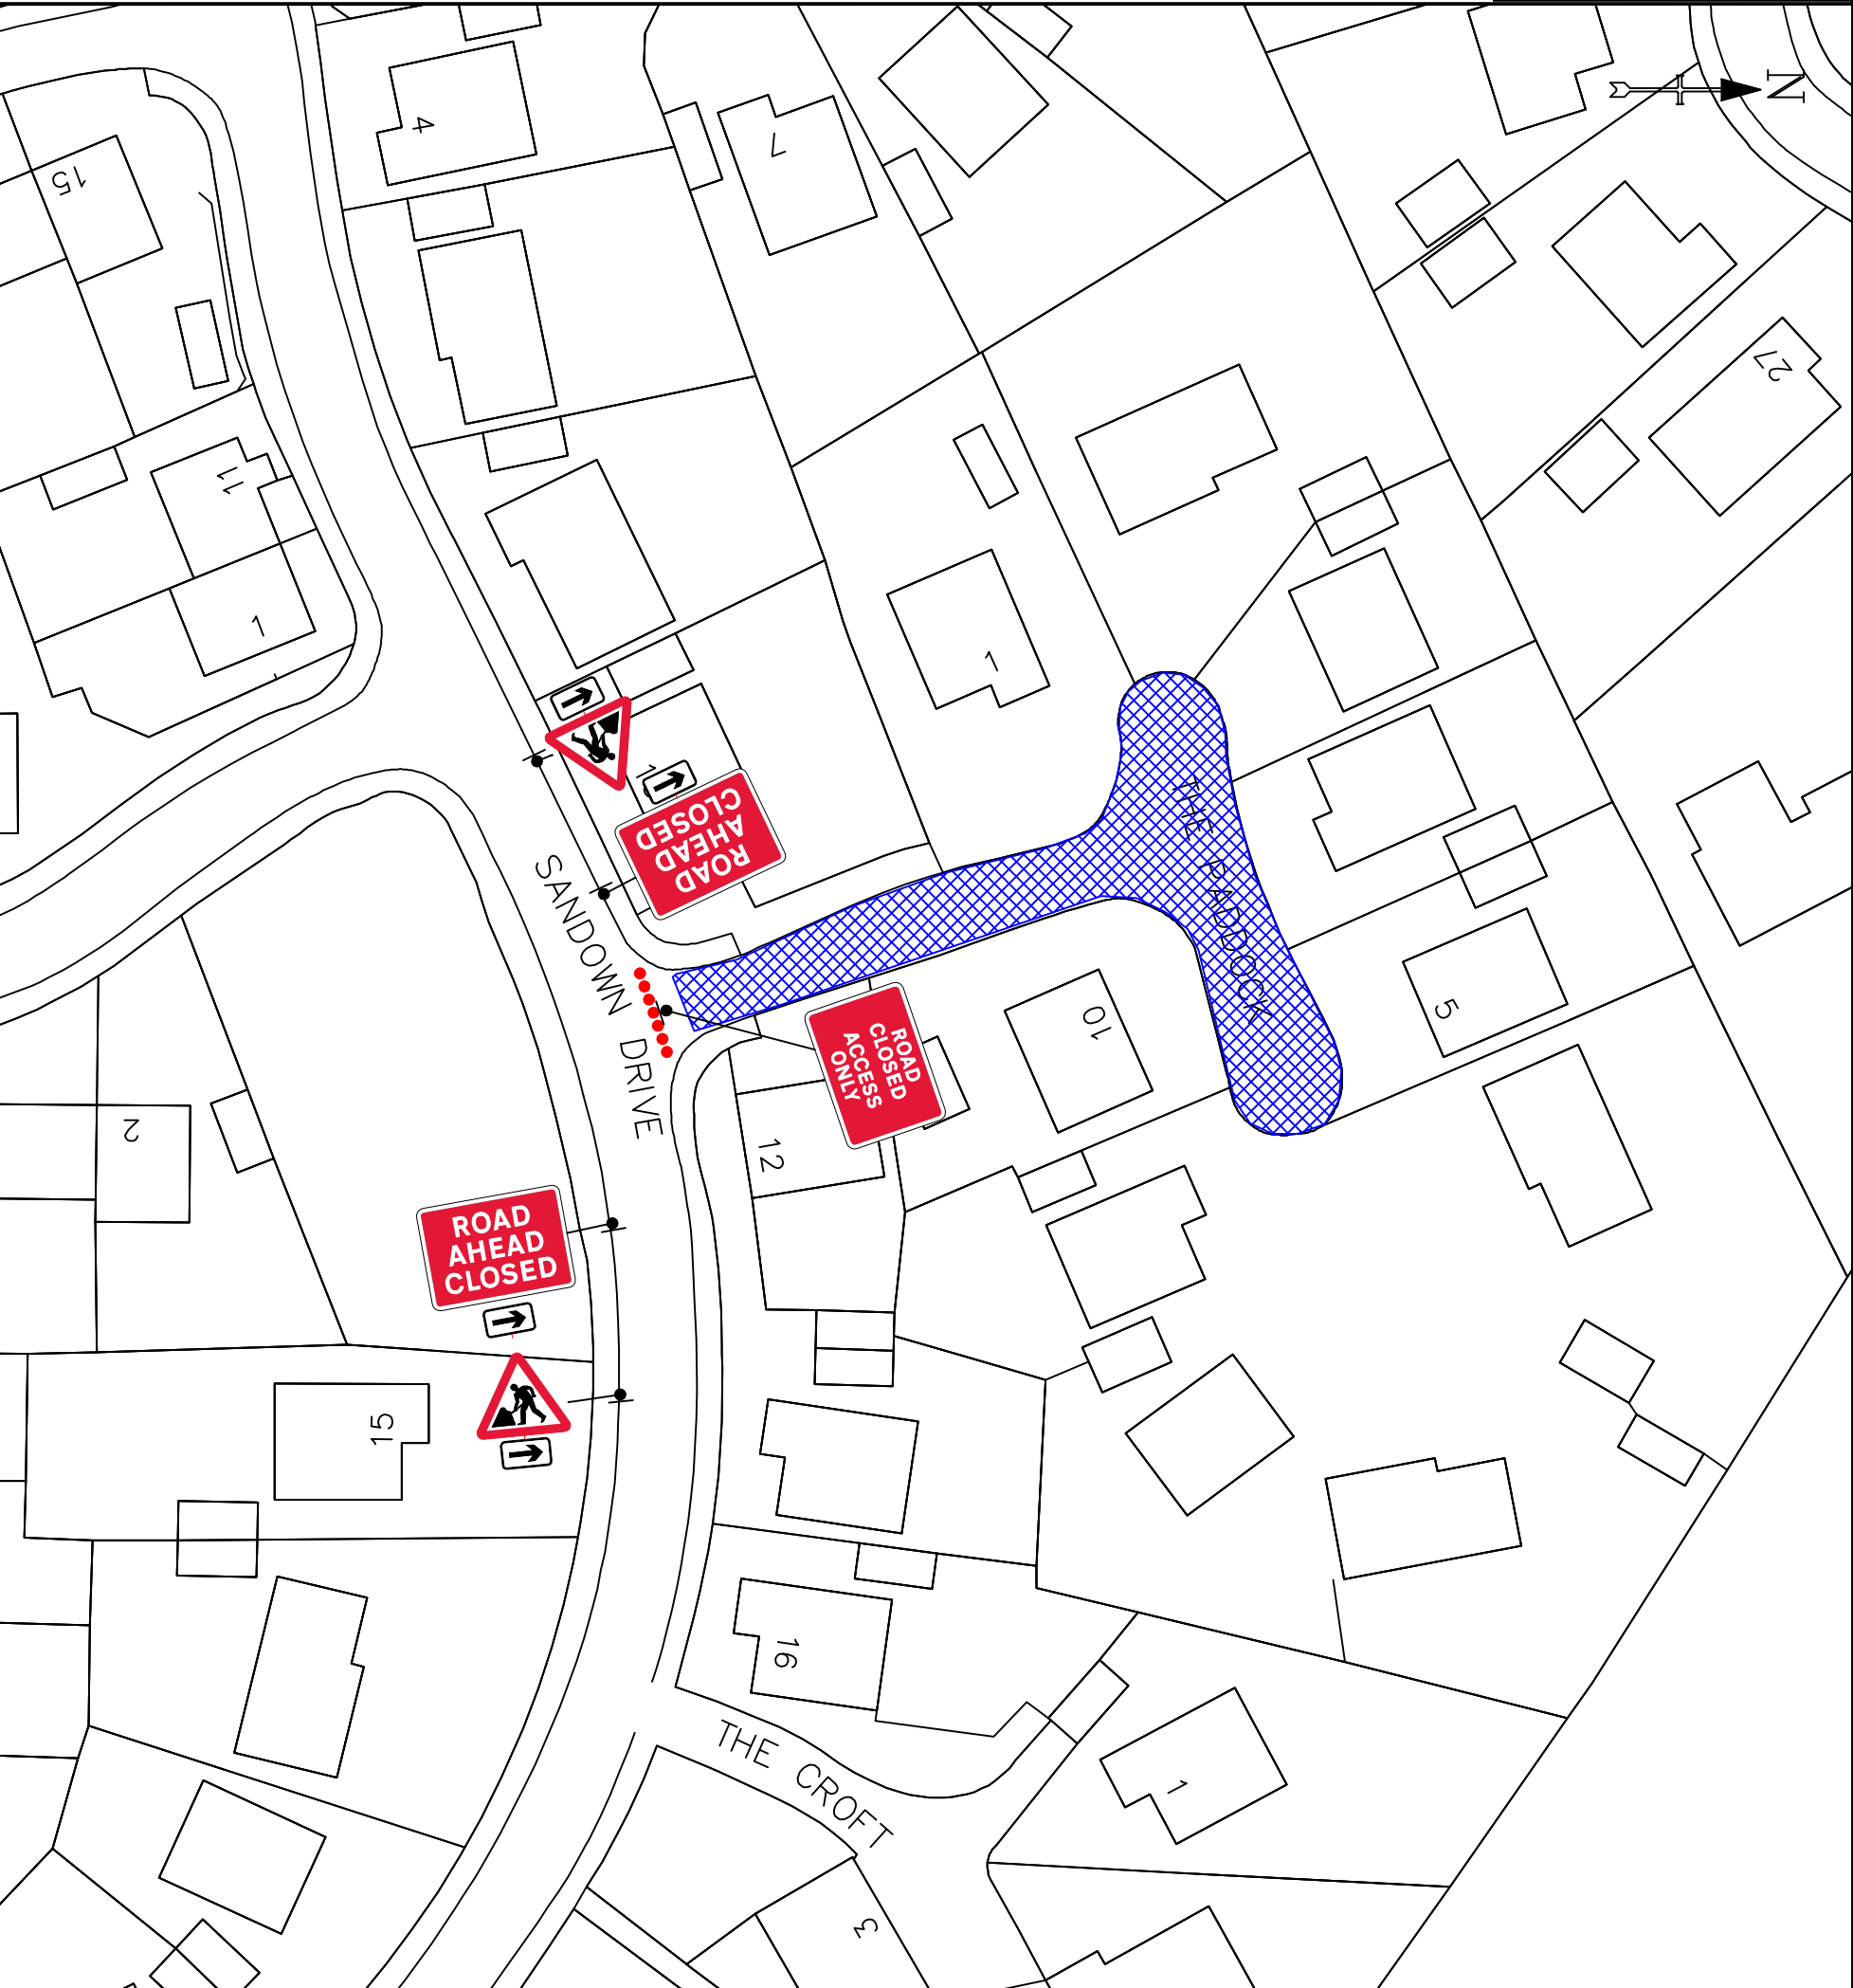 N
4
7
15
27
11
1
1
1
ROAD
AHEAD
CLOSED
SANDOWN DRIVE
THE PADDOCK
ROAD
CLOSED
ACCESS
ONLY
10
5
2
12
ROAD
AHEAD
CLOSED
15
16
THE CROFT
1
3